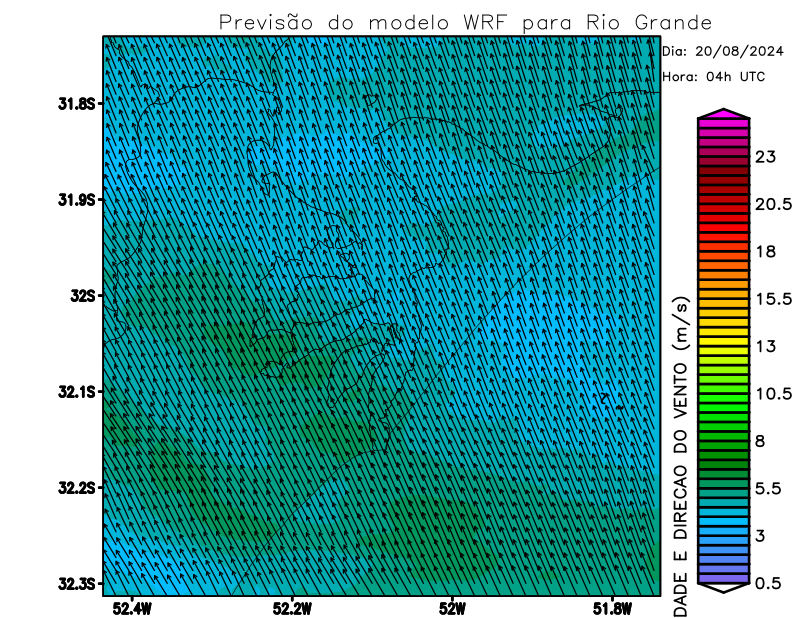 Previsão do modelo WRF para Rio Grande
Dia: 20/08/2024
Hora: 04h UTC
31.8S
31.9S
32S
32.1S
32.2S
32.3S
52.4W
52.2W
52W
51.8W
23
20.5
18
15.5
13
10.5
8
5.5
3
0.5
DADE E DIRECAO DO VENTO (m/s)